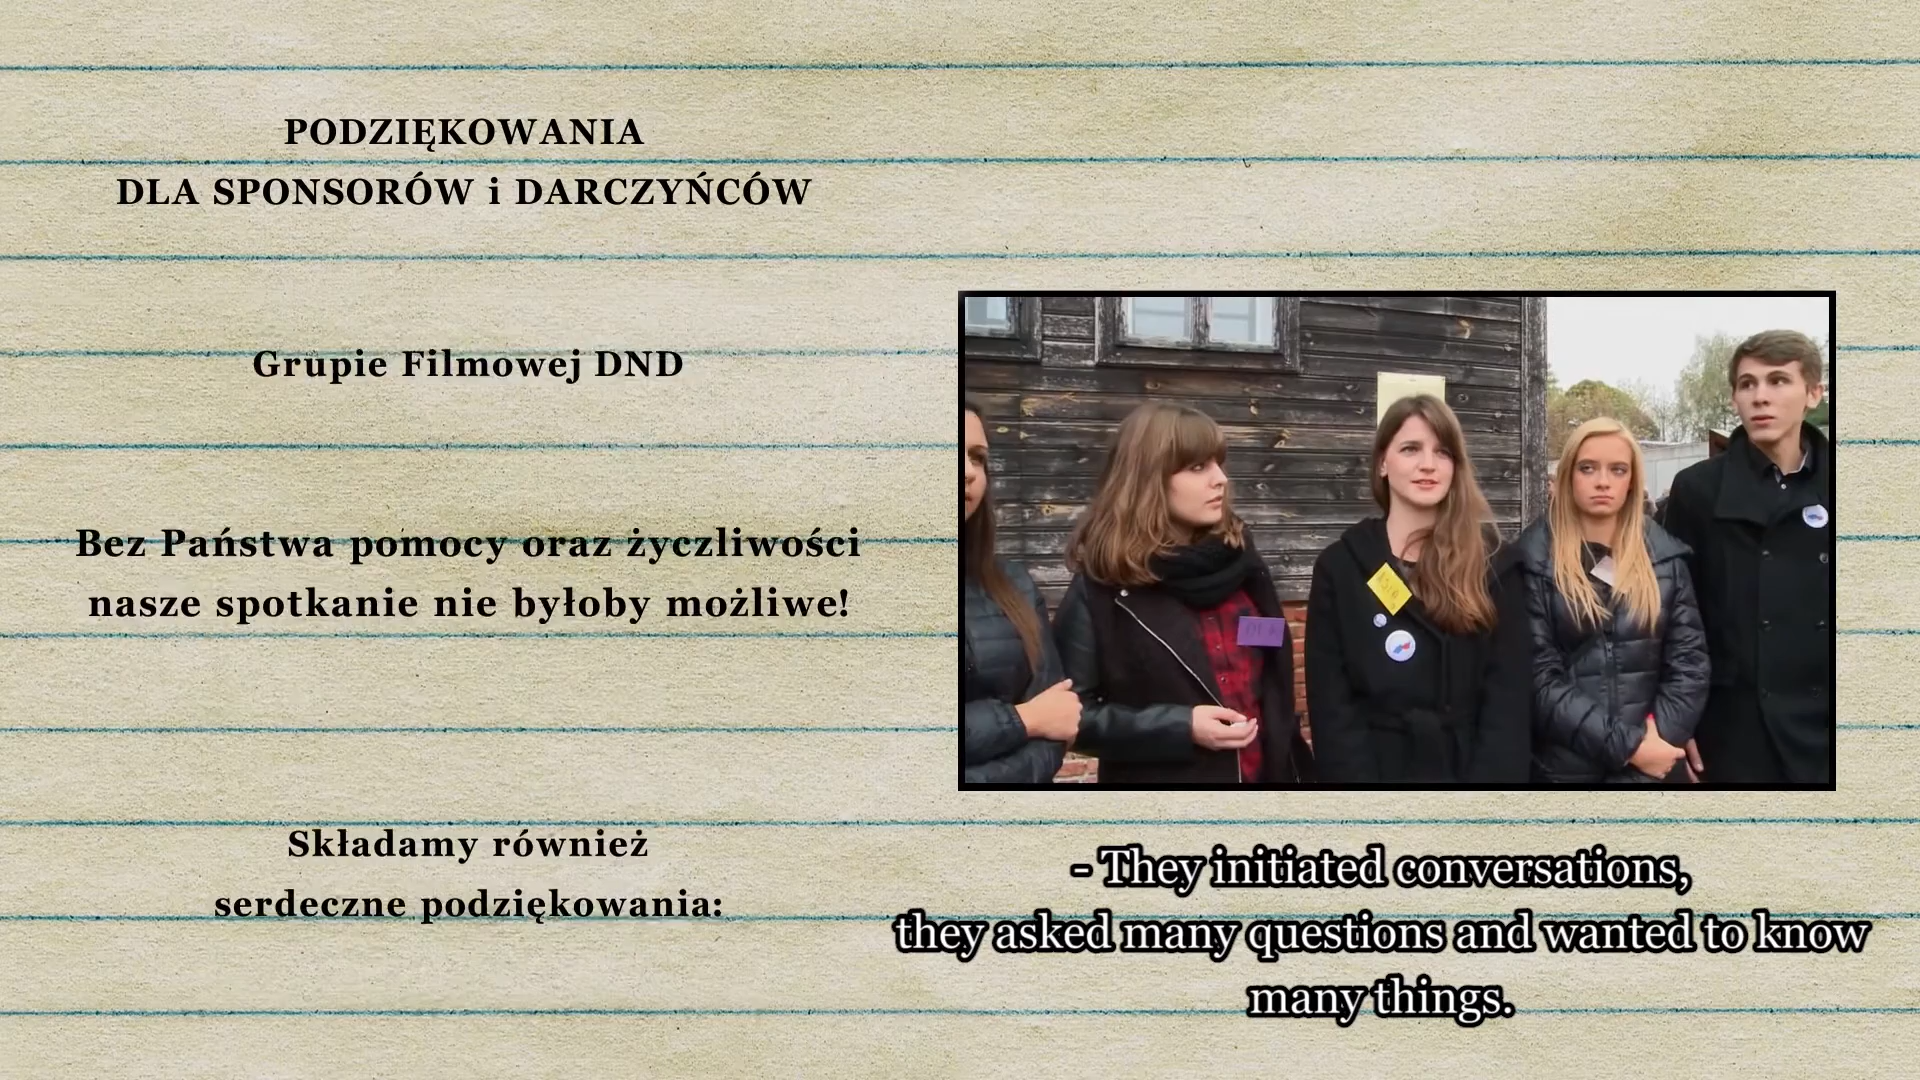 PODZIĘKOWANIA
DLA SPONSORÓW i DARCZYŃCÓW
Grupie Filmowej DND
Bez Państwa pomocy oraz życzliwości
nasze spotkanie nie byłoby możliwe!
Składamy również
serdeczne podziękowania:
- They initiated conversations,
they asked many questions and wanted to know
many things.